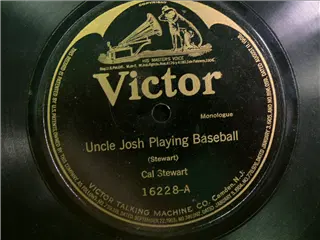 HIS MASTER'S VOICE
Victor
Monologue
Uncle Josh Playing Baseball
(Stewart)
Cal Stewart
16228-A
VICTOR TALKING MACHINE CO. Camden, N.J.